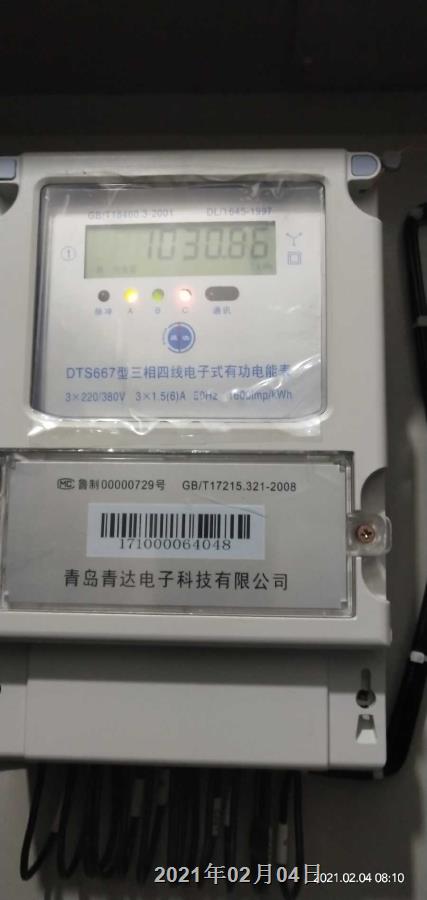 GB/T18460.3-2001 DL/T645-1997
① 1030.86
脉冲 A B C 通讯
DTS667型三相四线电子式有功电能表
3×220/380V 3×1.5(6)A 50Hz 1600imp/kWh
MC 鲁制00000729号 GB/T17215.321-2008
171000064048
青岛青达电子科技有限公司
2021年02月04日
2021.02.04 08:10